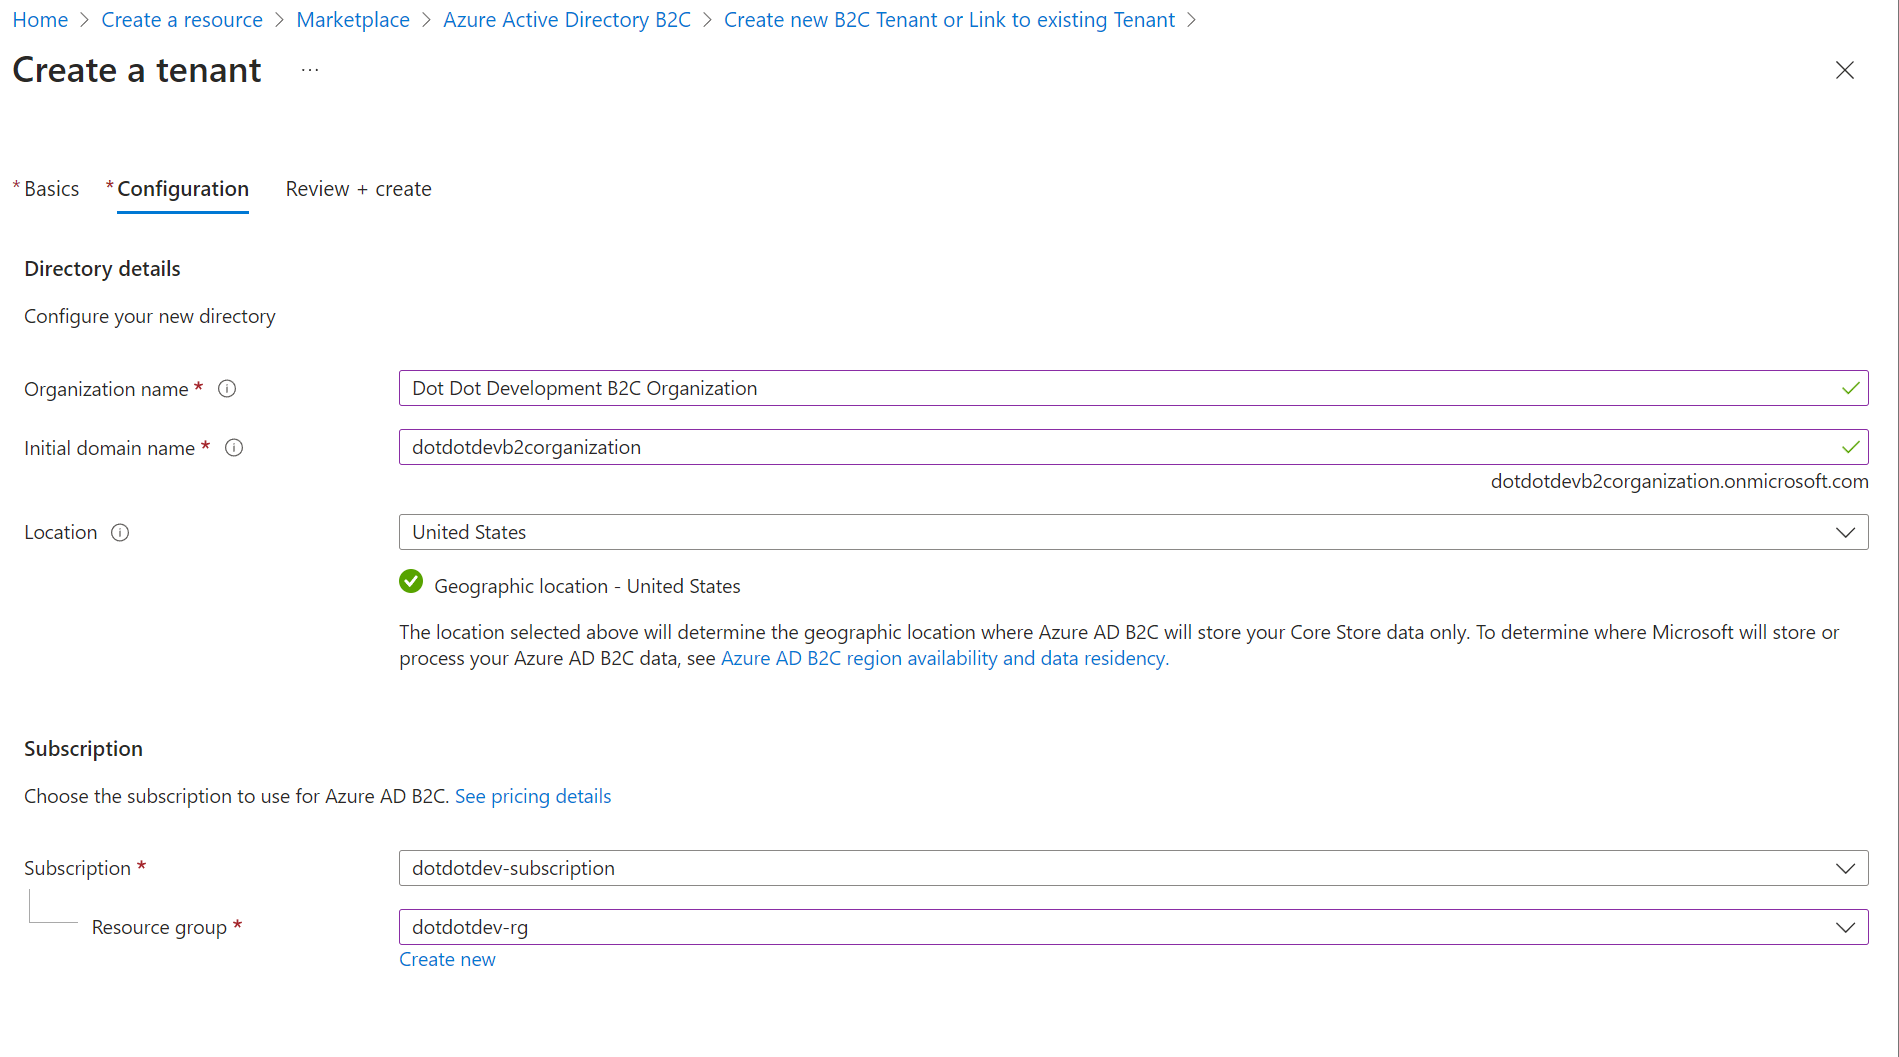 Home > Create a resource > Marketplace > Azure Active Directory B2C > Create new B2C Tenant or Link to existing Tenant >
Create a tenant ...
* Basics * Configuration Review + create
Directory details
Configure your new directory
Organization name * Dot Dot Development B2C Organization
Initial domain name * dotdotdevb2corganization
dotdotdevb2corganization.onmicrosoft.com
Location United States
Geographic location - United States
The location selected above will determine the geographic location where Azure AD B2C will store your Core Store data only. To determine where Microsoft will store or
process your Azure AD B2C data, see Azure AD B2C region availability and data residency.
Subscription
Choose the subscription to use for Azure AD B2C. See pricing details
Subscription * dotdotdev-subscription
Resource group * dotdotdev-rg
Create new